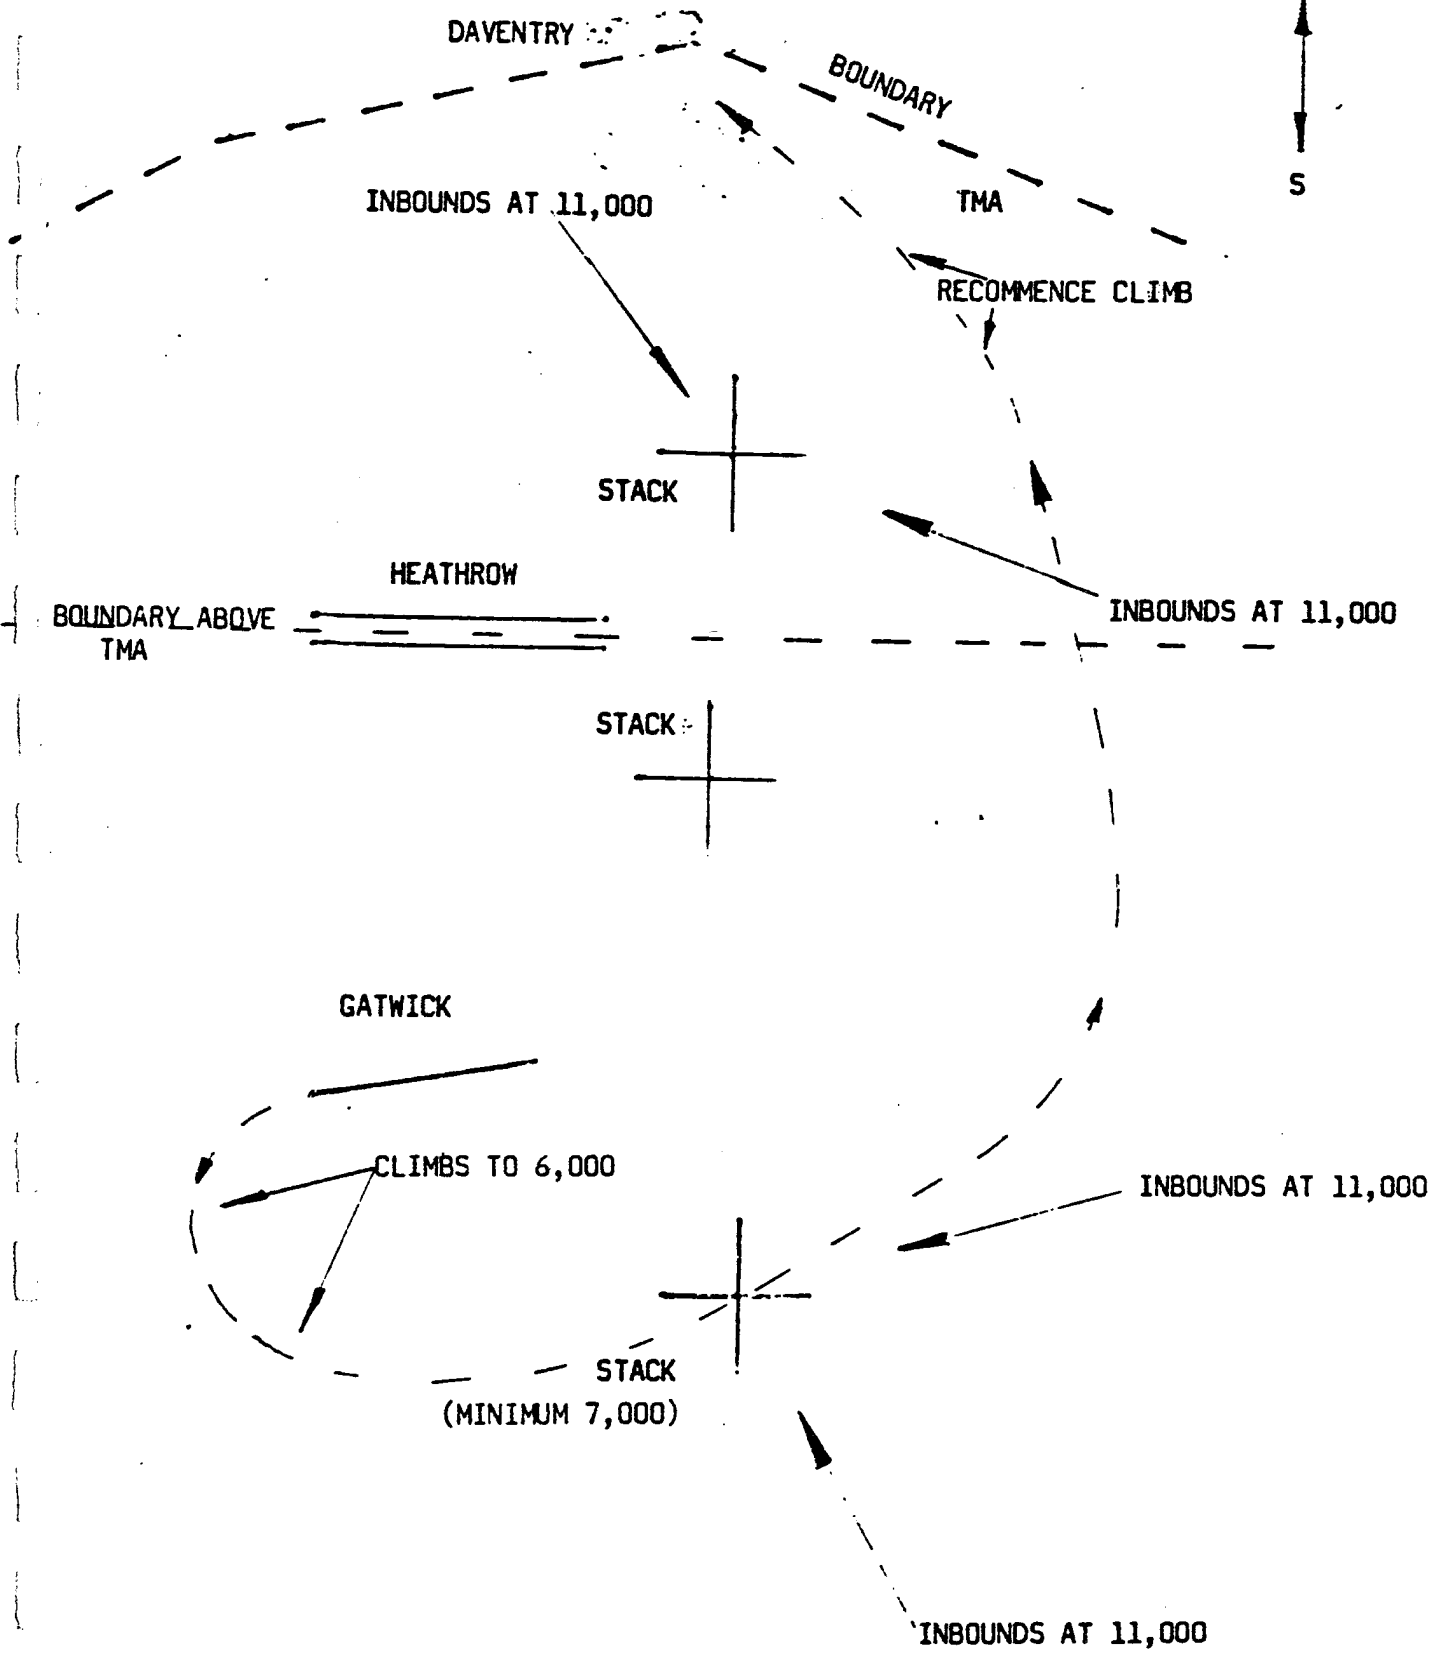 DAVENTRY
BOUNDARY
S
INBOUNDS AT 11,000
TMA
RECOMMENCE CLIMB
STACK
HEATHROW
INBOUNDS AT 11,000
BOUNDARY ABOVE
TMA
STACK
GATWICK
CLIMBS TO 6,000
INBOUNDS AT 11,000
STACK
(MINIMUM 7,000)
INBOUNDS AT 11,000